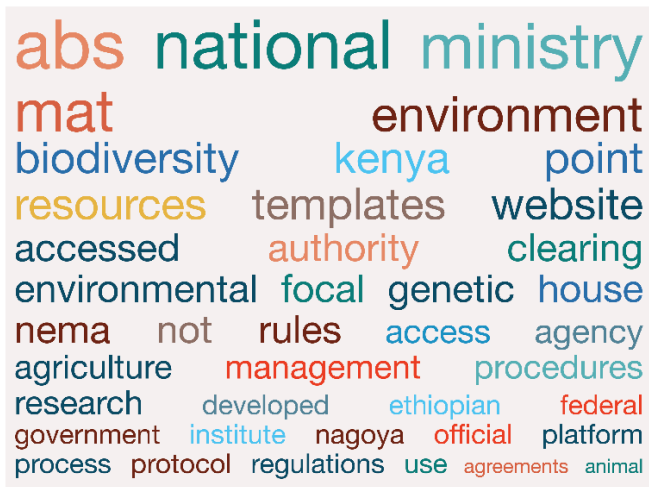 abs national ministry
mat environment
biodiversity kenya point
resources templates website
accessed authority clearing
environmental focal genetic house
nema not rules access agency
agriculture management procedures
research developed ethiopian federal
government institute nagoya official platform
process protocol regulations use agreements animal